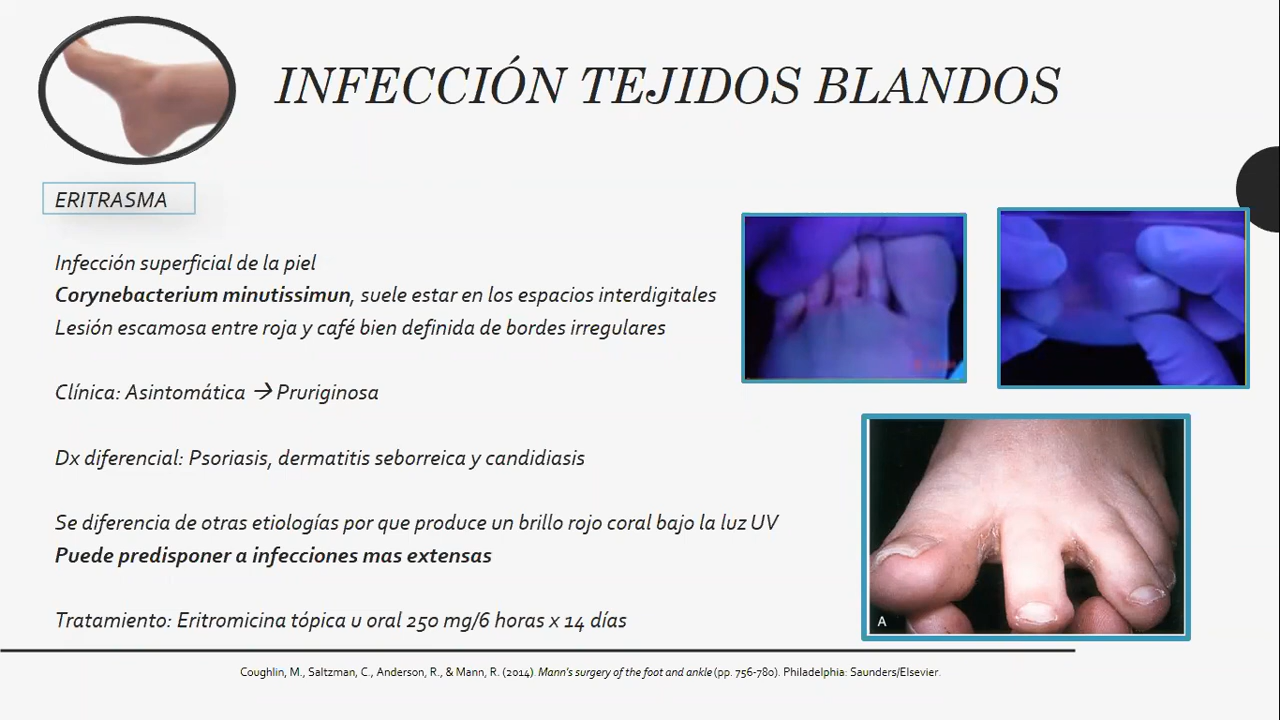 INFECCIÓN TEJIDOS BLANDOS
ERITRASMA
Infección superficial de la piel
Corynebacterium minutissimun, suele estar en los espacios interdigitales
Lesión escamosa entre roja y café bien definida de bordes irregulares
Clínica: Asintomática → Pruriginosa
Dx diferencial: Psoriasis, dermatitis seborreica y candidiasis
Se diferencia de otras etiologías por que produce un brillo rojo coral bajo la luz UV
Puede predisponer a infecciones mas extensas
Tratamiento: Eritromicina tópica u oral 250 mg/6 horas x 14 días
A
Coughlin, M., Saltzman, C., Anderson, R., & Mann, R. (2014). Mann's surgery of the foot and ankle (pp. 756-780). Philadelphia: Saunders/Elsevier.